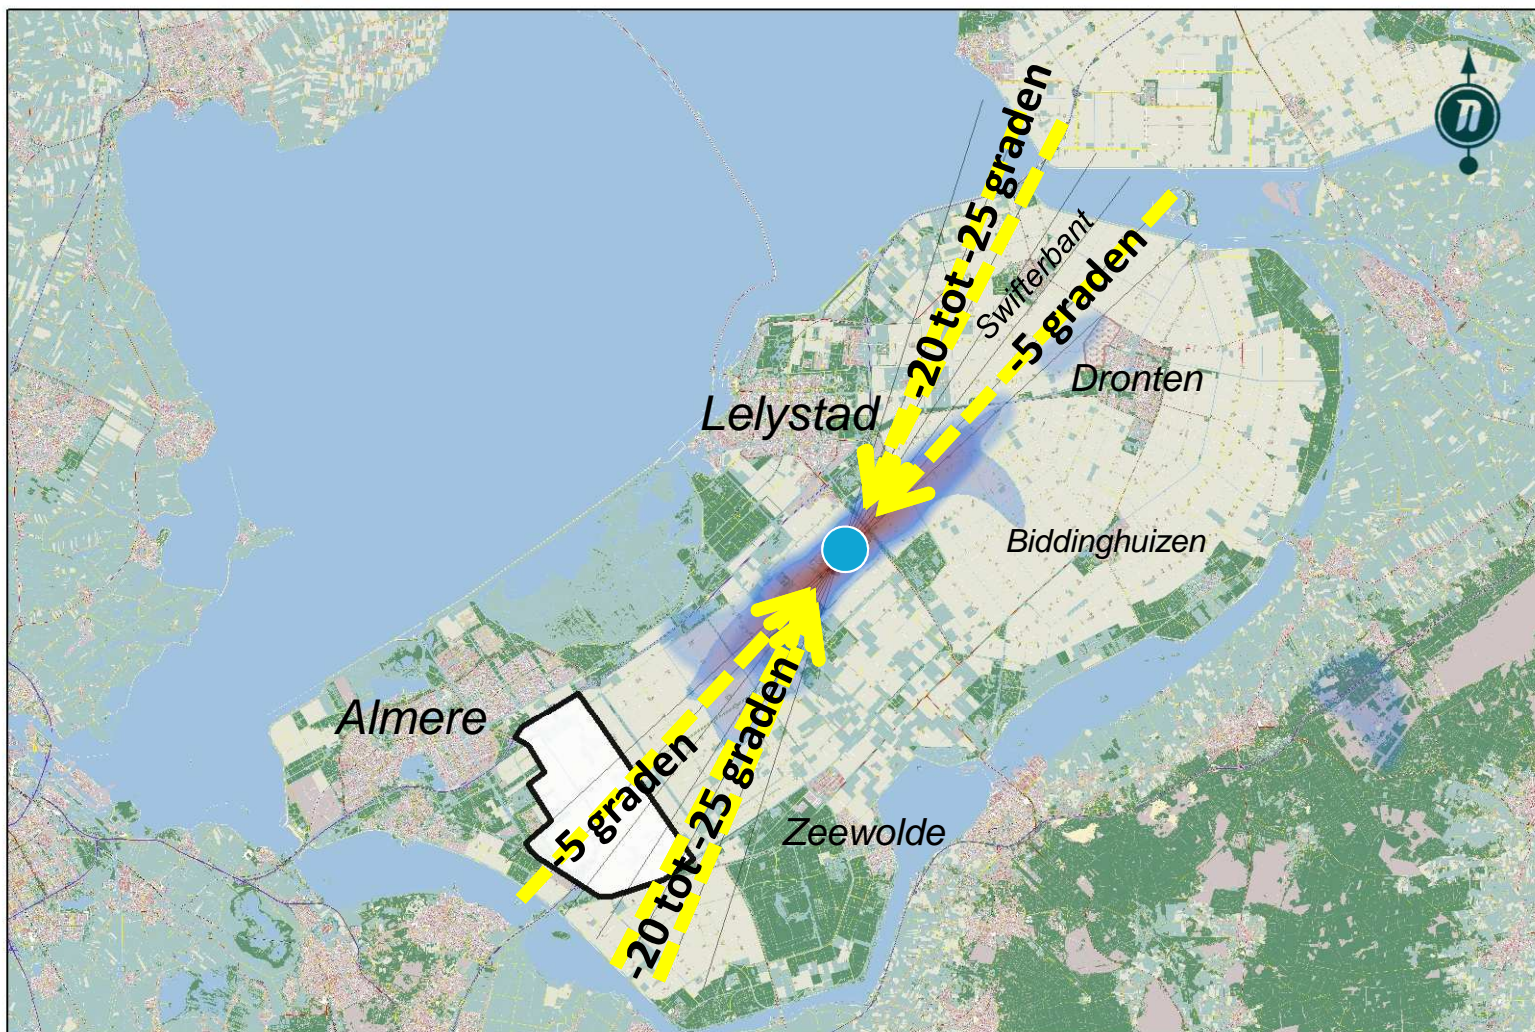 n
-20 tot -25 graden
Swifterbant
-5 graden
Dronten
Lelystad
Biddinghuizen
Almere
-5 graden
-20 tot -25 graden
Zeewolde